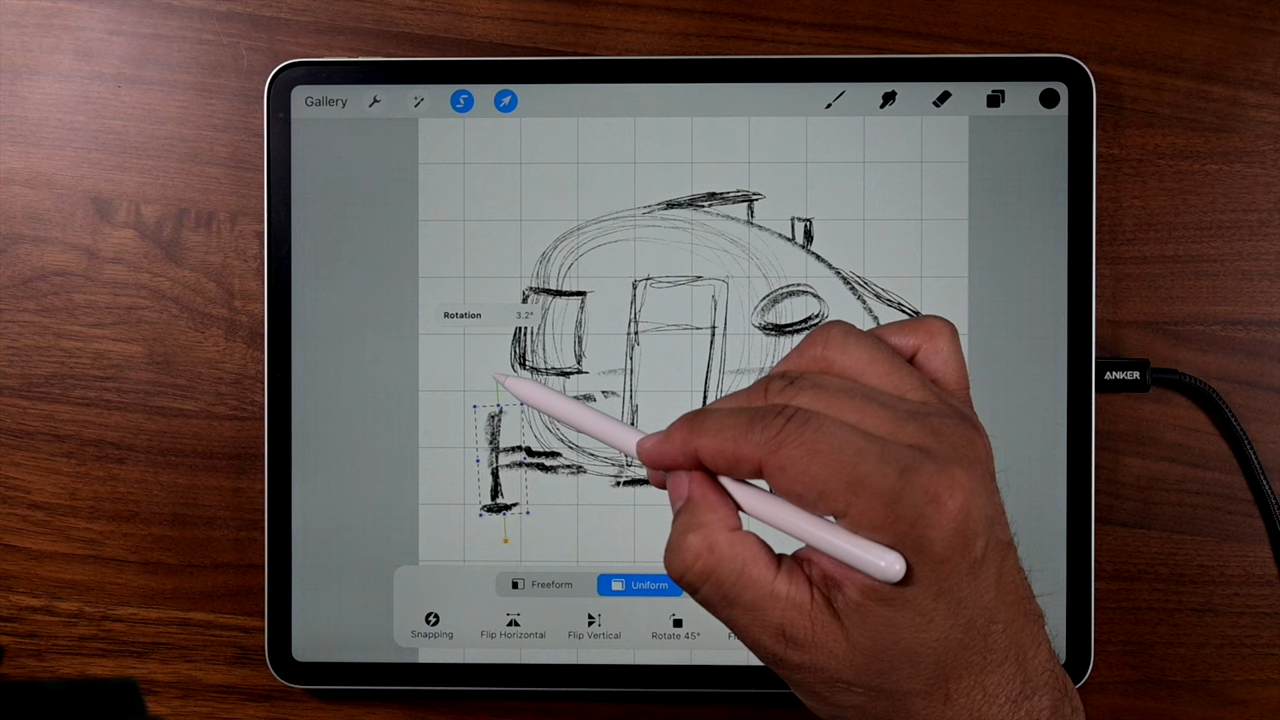 Gallery
Rotation 3.2°
ANKER
Freeform Uniform
Snapping Flip Horizontal Flip Vertical Rotate 45°